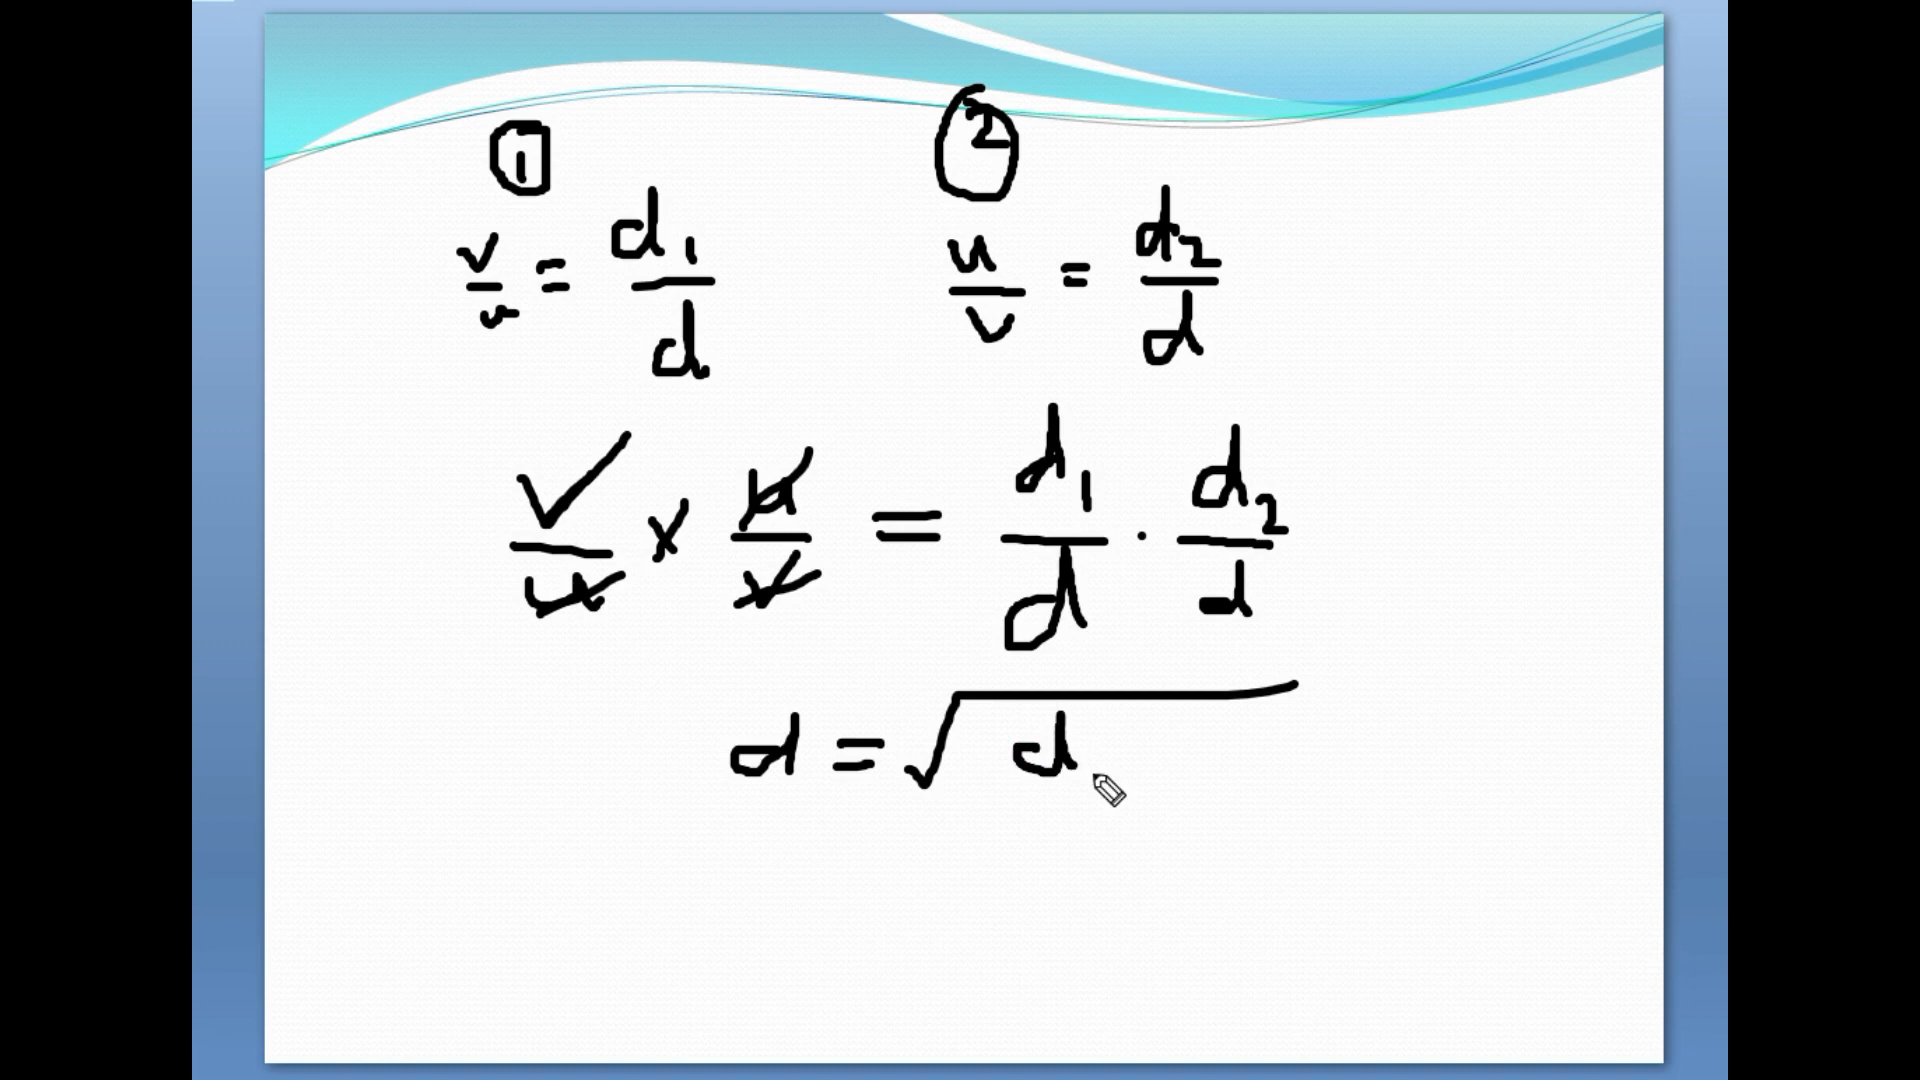 1 2
v/u = d1/d u/v = d2/d
v/u x u/v = d1/d . d2/d
d = √d